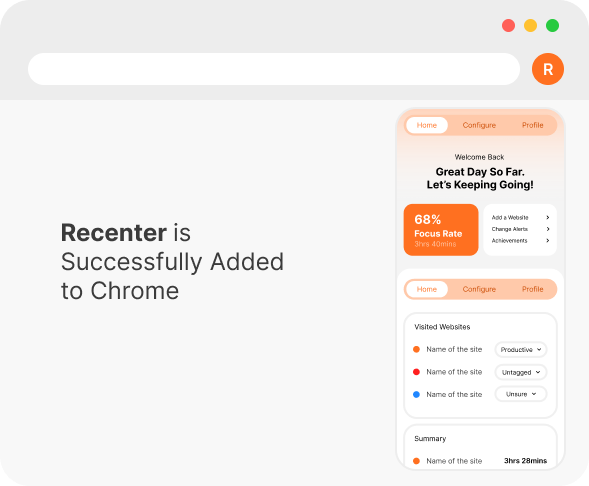 R
Recenter is
Successfully Added
to Chrome
Home Configure Profile
Welcome Back
Great Day So Far.
Let's Keeping Going!
68%
Focus Rate
3hrs 40mins
Add a Website
Change Alerts
Achievements
Home Configure Profile
Visited Websites
Name of the site Productive
Name of the site Untagged
Name of the site Unsure
Summary
Name of the site 3hrs 28mins